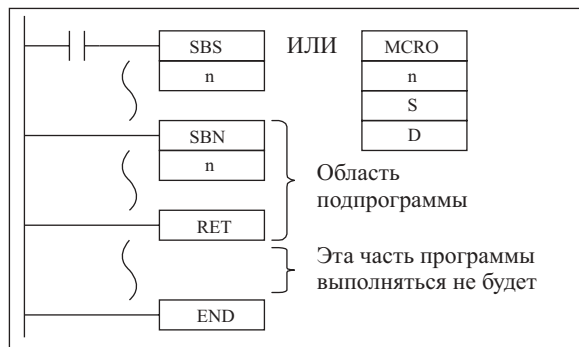 SBS ИЛИ MCRO
n n
S
D
SBN
n
Область
подпрограммы
RET
Эта часть программы
выполняться не будет
END